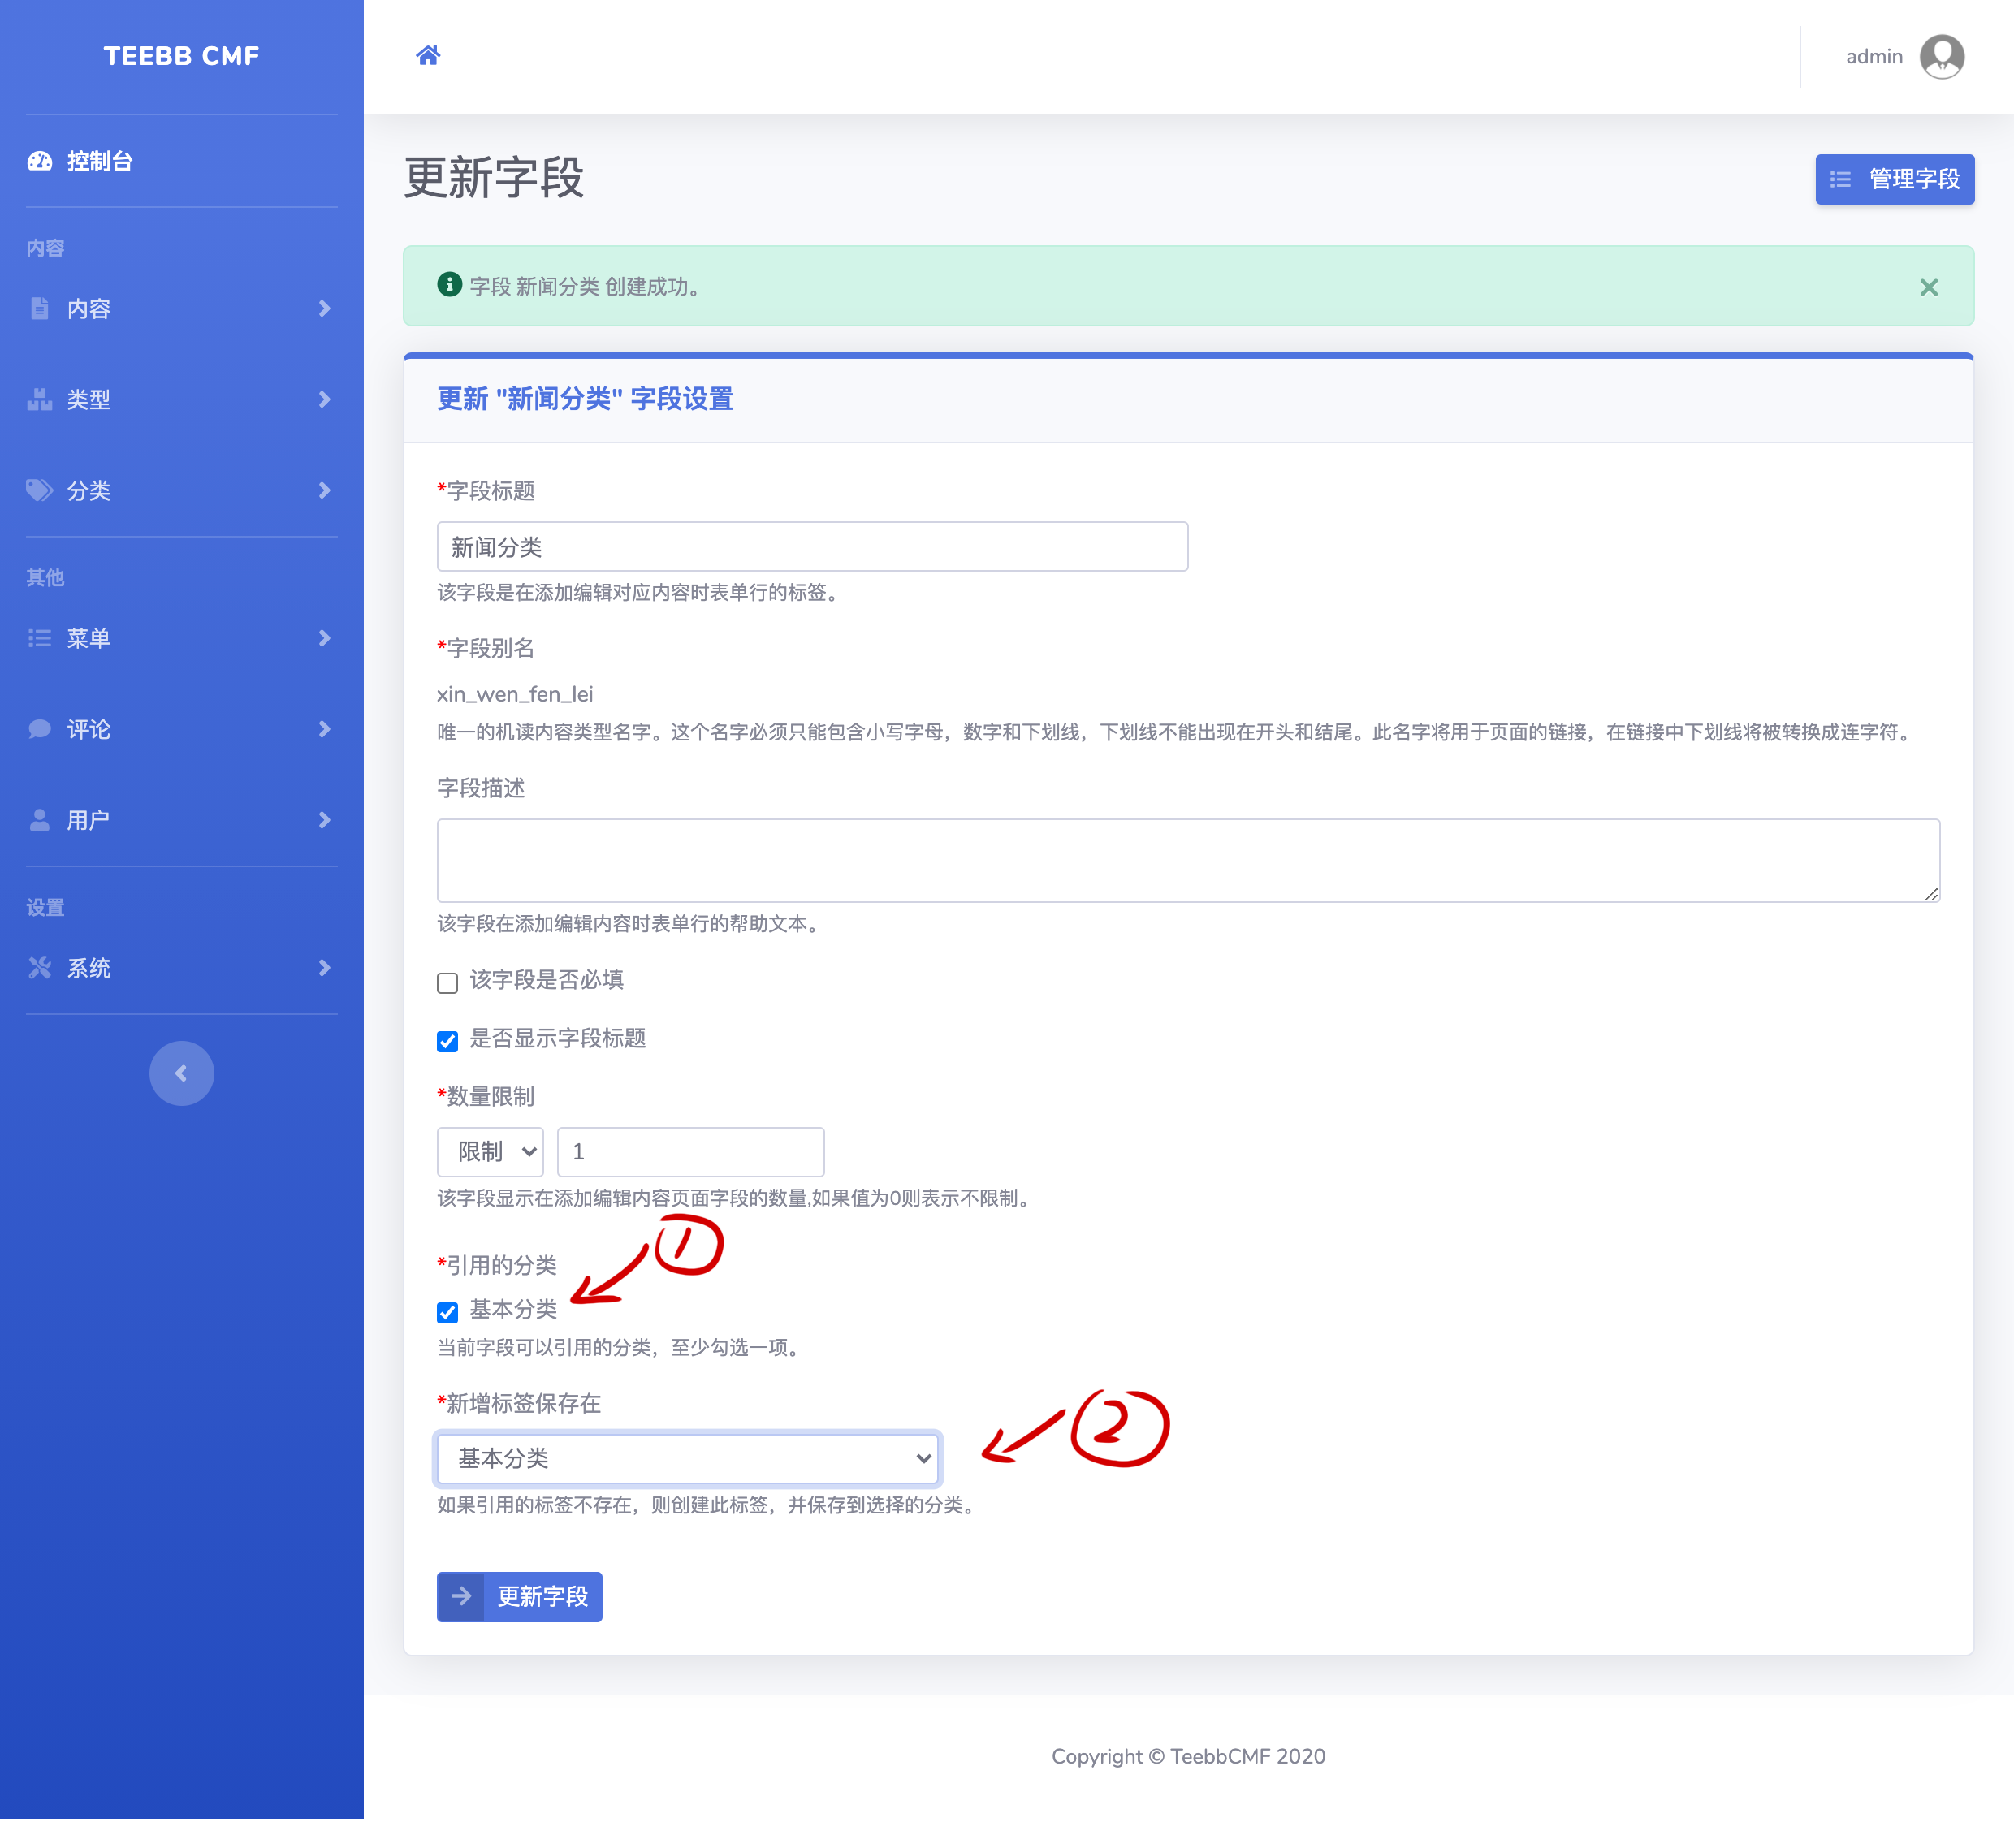 TEEBB CMF
admin
控制台
内容
内容
类型
分类
其他
菜单
评论
用户
设置
系统
更新字段
管理字段
字段 新闻分类 创建成功。
更新 "新闻分类" 字段设置
*字段标题
新闻分类
该字段是在添加编辑对应内容时表单行的标签。
*字段别名
xin_wen_fen_lei
唯一的机读内容类型名字。这个名字必须只能包含小写字母，数字和下划线，下划线不能出现在开头和结尾。此名字将用于页面的链接，在链接中下划线将被转换成连字符。
字段描述
该字段在添加编辑内容时表单行的帮助文本。
该字段是否必填
是否显示字段标题
*数量限制
限制 1
该字段显示在添加编辑内容页面字段的数量,如果值为0则表示不限制。
①
*引用的分类
基本分类
当前字段可以引用的分类，至少勾选一项。
*新增标签保存在
②
基本分类
如果引用的标签不存在，则创建此标签，并保存到选择的分类。
更新字段
Copyright © TeebbCMF 2020